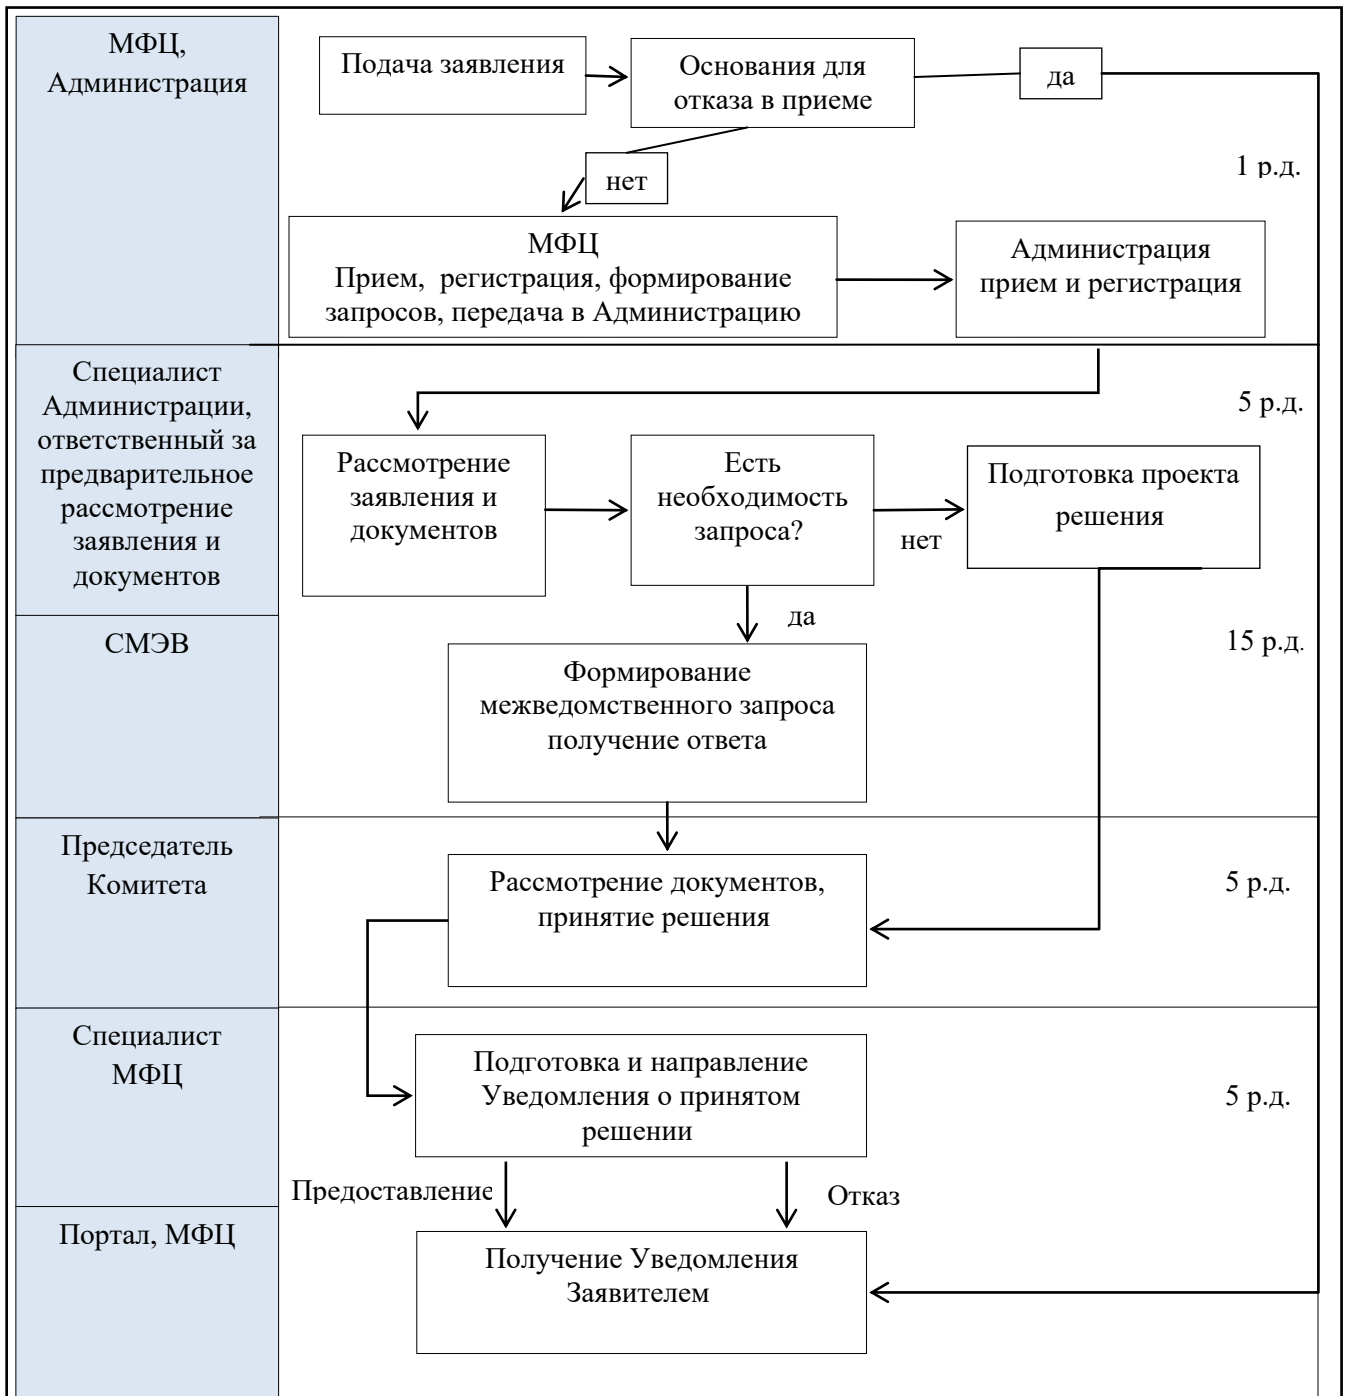 МФЦ,
Администрация
Подача заявления
Основания для
отказа в приеме
да
1 р.д.
нет
МФЦ
Прием, регистрация, формирование
запросов, передача в Администрацию
Администрация
прием и регистрация
Специалист
Администрации,
ответственный за
предварительное
рассмотрение
заявления и
документов
5 р.д.
Рассмотрение
заявления и
документов
Есть
необходимость
запроса?
нет
Подготовка проекта
решения
да
СМЭВ
15 р.д.
Формирование
межведомственного запроса
получение ответа
Председатель
Комитета
Рассмотрение документов,
принятие решения
5 р.д.
Специалист
МФЦ
Подготовка и направление
Уведомления о принятом
решении
5 р.д.
Предоставление
Отказ
Портал, МФЦ
Получение Уведомления
Заявителем